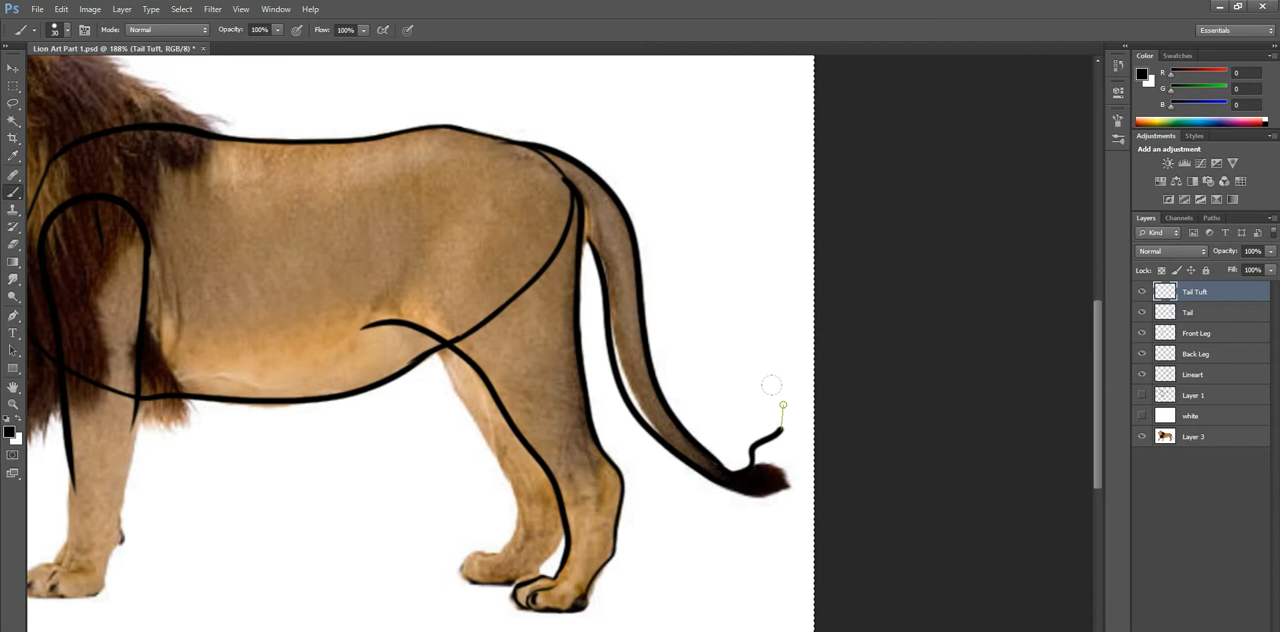 Ps File Edit Image Layer Type Select Filter View Window Help
30 Mode: Normal Opacity: 100% Flow: 100% Essentials
Lion Art Part 1.psd @ 188% (Tail Tuft, RGB/8) * ×
Color Swatches
R 0
G 0
B 0
Adjustments Styles
Add an adjustment
Layers Channels Paths
Kind
Normal Opacity: 100%
Lock: Fill: 100%
Tail Tuft
Tail
Front Leg
Back Leg
Lineart
Layer 1
white
Layer 3